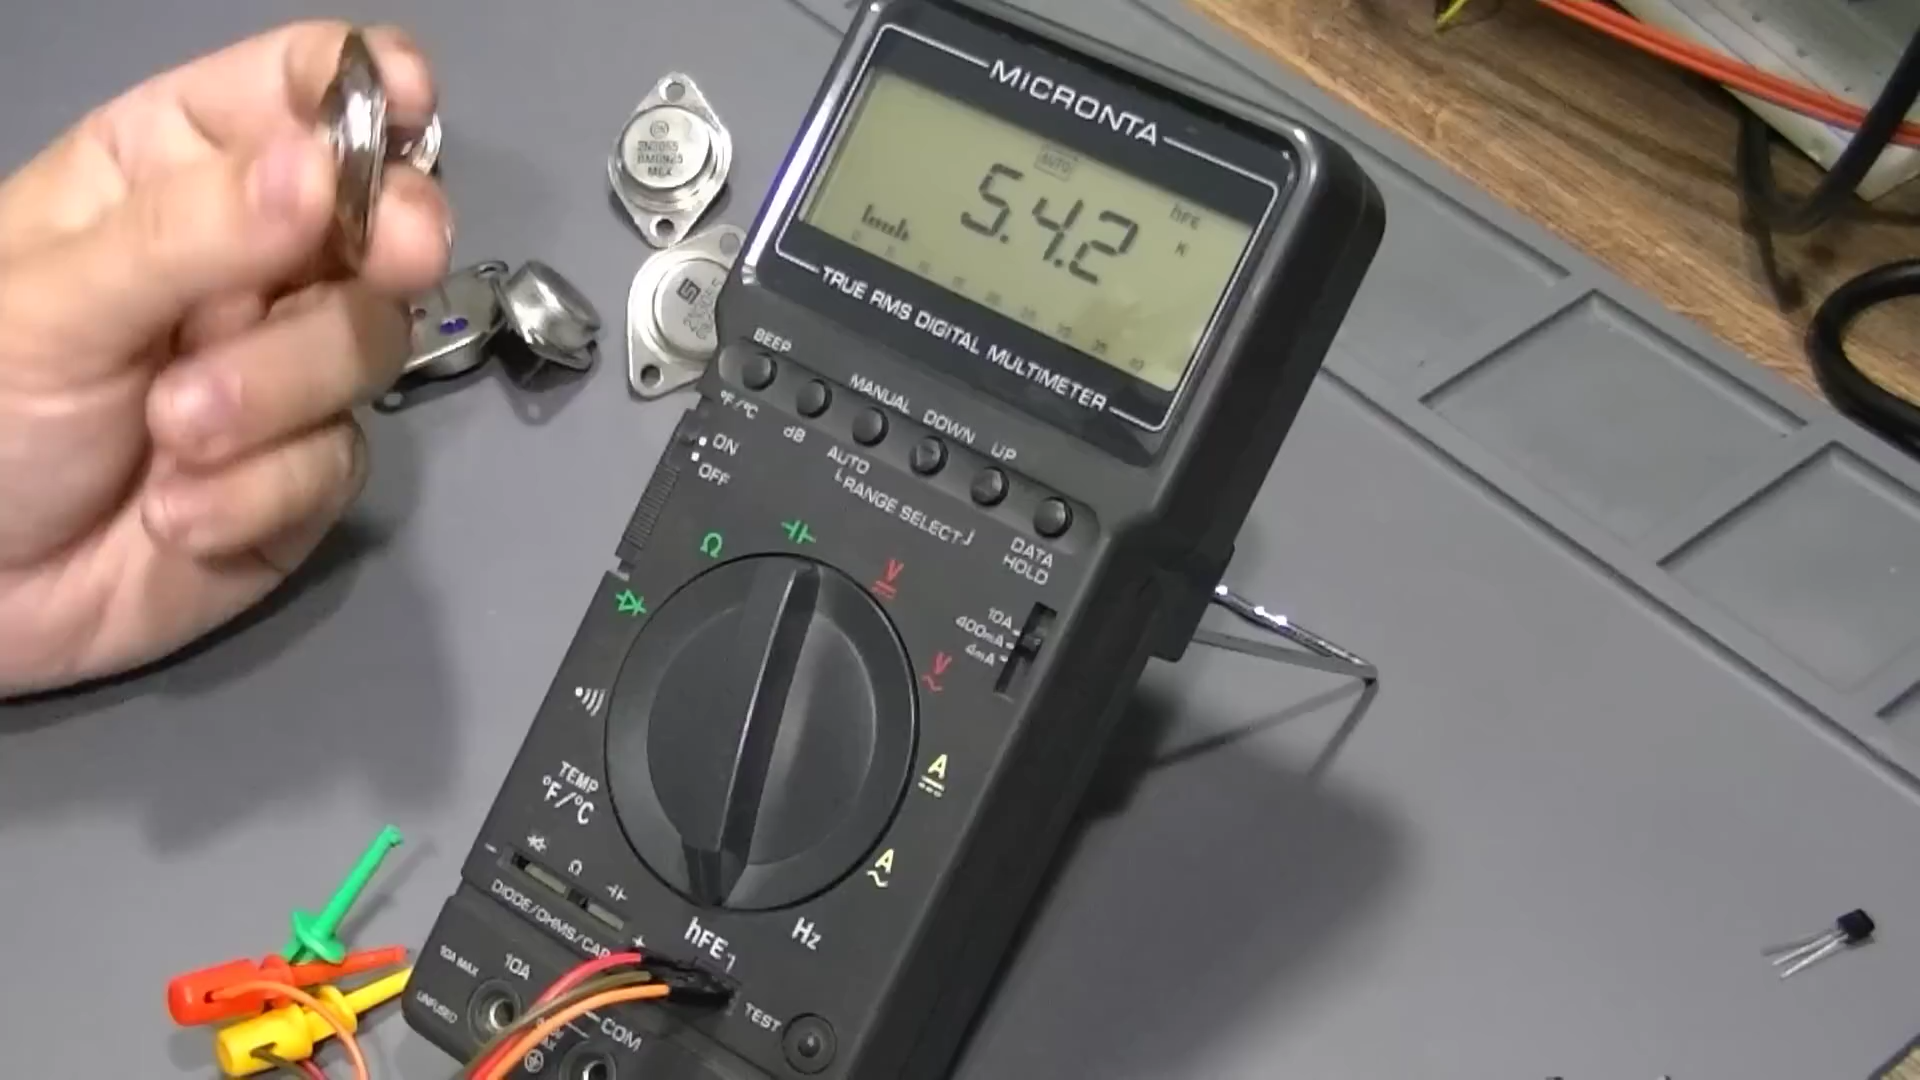 MICRONTA
AUTO
5.4.2
hFE
K
TRUE RMS DIGITAL MULTIMETER
BEEP
MANUAL
DOWN
UP
°F/°C
dB
AUTO
RANGE SELECT
DATA
HOLD
ON
OFF
Ω
V
10A
400mA
4mA
V
TEMP
°F/°C
A
A
Hz
hFE
Ω
DIODE/OHMS/CAP
10A MAX
UNFUSED
10A
COM
TEST
2N3055
MEX